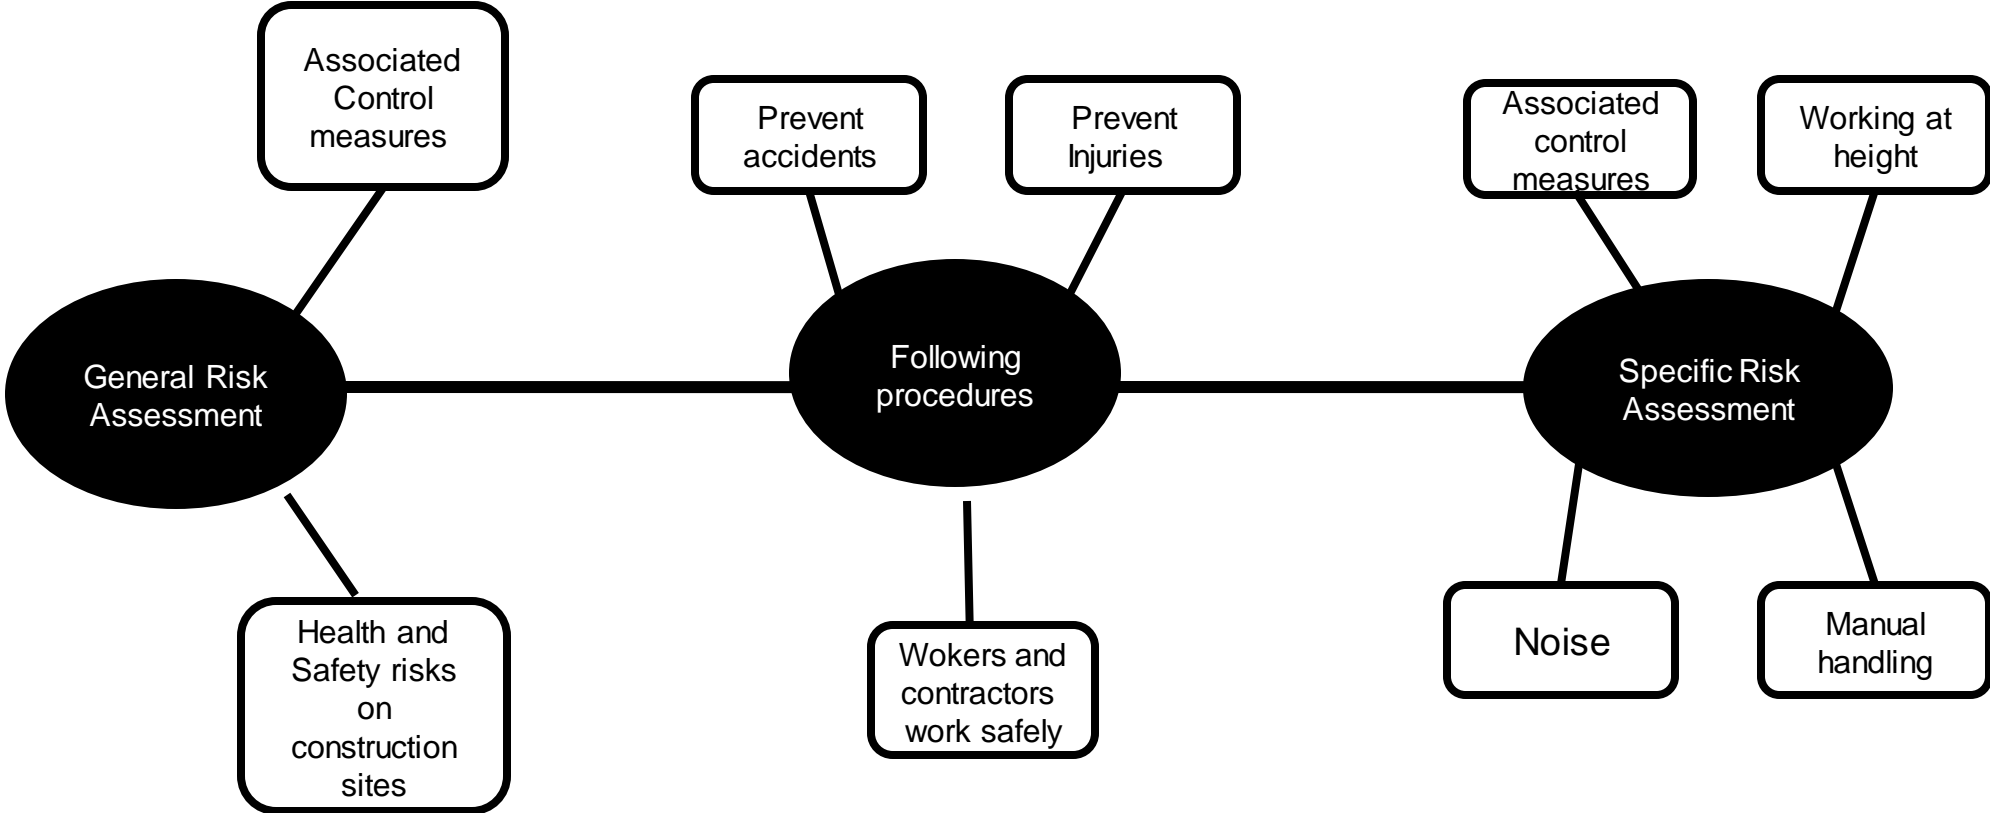 Associated
Control
measures
Prevent
accidents
Prevent
Injuries
Associated
control
measures
Working at
height
General Risk
Assessment
Following
procedures
Specific Risk
Assessment
Health and
Safety risks
on
construction
sites
Wokers and
contractors
work safely
Noise
Manual
handling